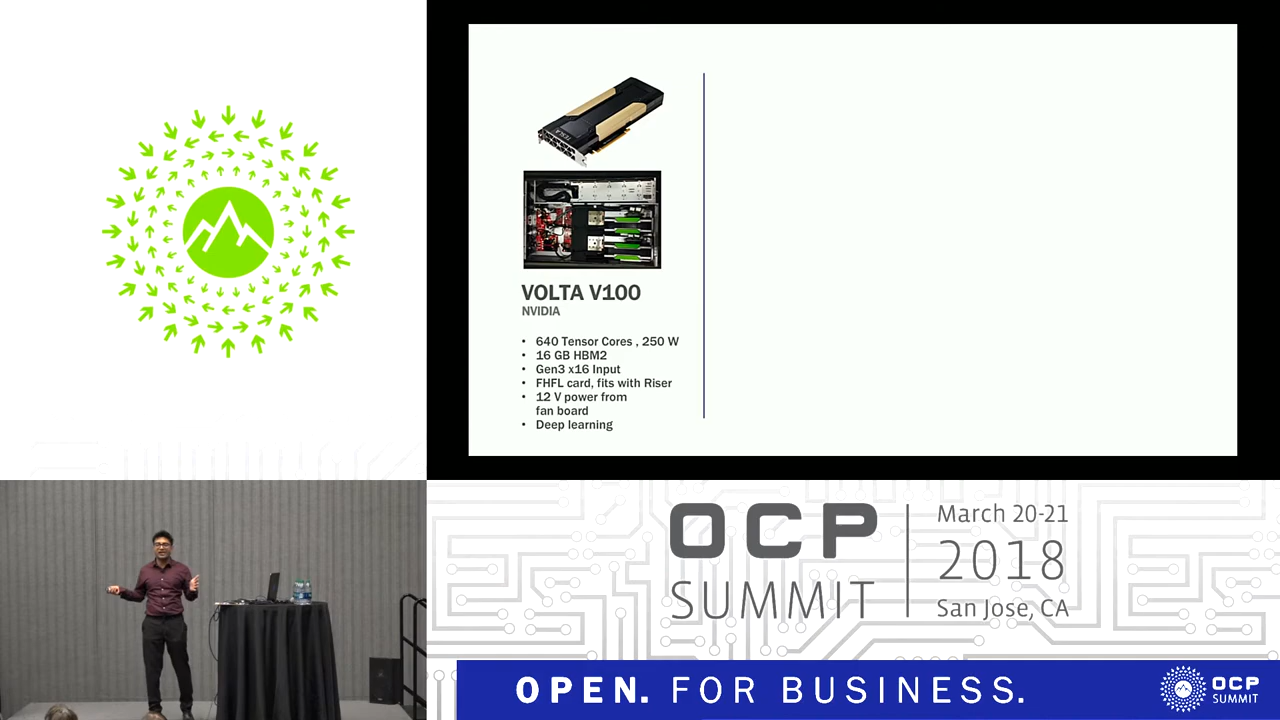 TESLA
VOLTA V100
NVIDIA
• 640 Tensor Cores , 250 W
• 16 GB HBM2
• Gen3 x16 Input
• FHFL card, fits with Riser
• 12 V power from
fan board
• Deep learning
OCP
SUMMIT
March 20-21
2018
San Jose, CA
OPEN. FOR BUSINESS.
OCP
SUMMIT